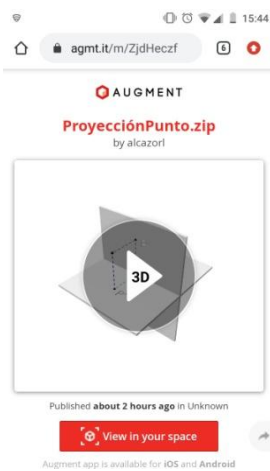 15:44
agmt.it/m/ZjdHeczf
6
AUGMENT
ProyecciónPunto.zip
by alcazorl
3D
Published about 2 hours ago in Unknown
View in your space
Augment app is available for iOS and Android